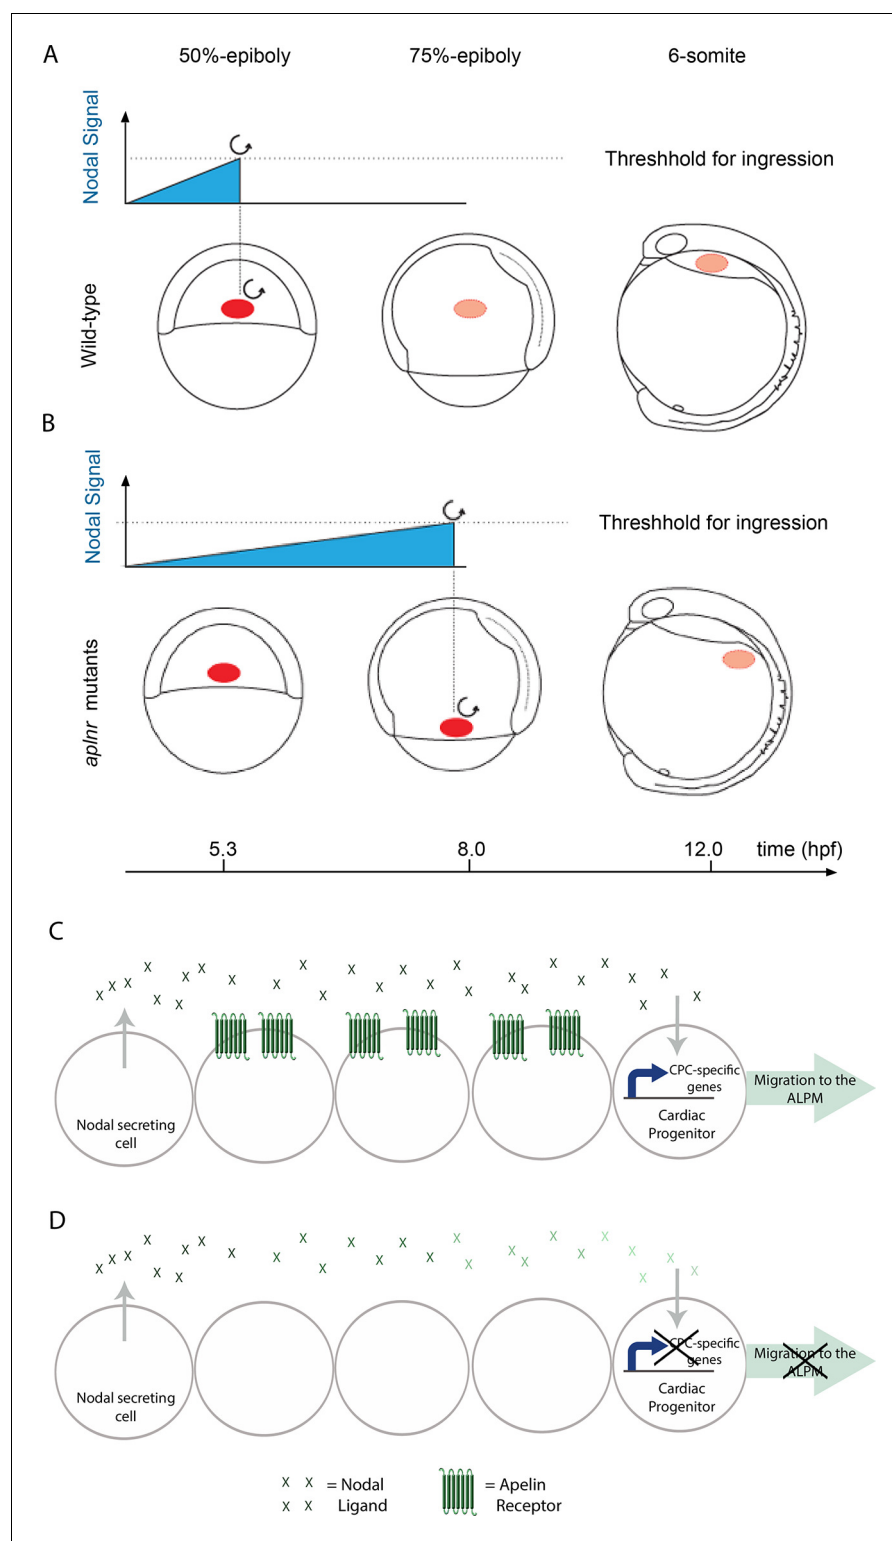 A
50%-epiboly 75%-epiboly 6-somite
Nodal Signal
Threshhold for ingression
Wild-type
B
Nodal Signal
Threshhold for ingression
aplnr mutants
5.3 8.0 12.0 time (hpf)
C
X X X X X X X X X X X X X X X X X X X X X X X X X X
CPC-specific
genes
Migration to the
ALPM
Nodal secreting
cell
Cardiac
Progenitor
D
X X X X X X X X X X X X X X X X X X X X X X X X X X
CPC-specific
genes
Migration to the
ALPM
Nodal secreting
cell
Cardiac
Progenitor
X X = Nodal
X X Ligand
= Apelin
Receptor